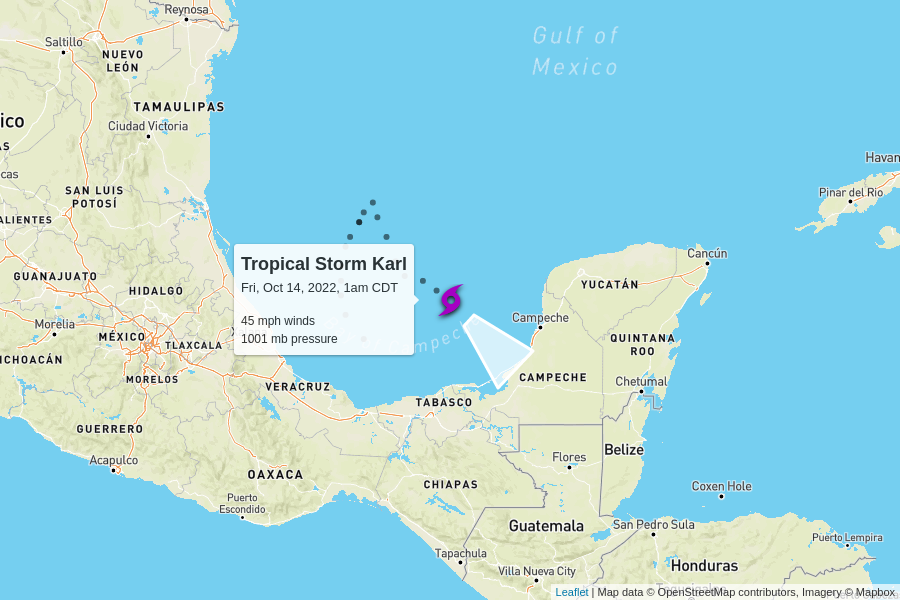 Reynosa
Gulf of
Mexico
Saltillo
NUEVO
LEÓN
TAMAULIPAS
ico
Ciudad Victoria
AS
Havan
cas
Pinar del Rio
SAN LUIS
POTOSÍ
ALIENTES
Cancún
Tropical Storm Karl
Fri, Oct 14, 2022, 1am CDT
45 mph winds
1001 mb pressure
GUANAJUATO
HIDALGO
YUCATÁN
Morelia
MÉXICO
TLAXCALA
Campeche
QUINTANA
ROO
ICHOACÁN
MORELOS
VERACRUZ
CAMPECHE
Chetumal
TABASCO
GUERRERO
Belize
Acapulco
OAXACA
Flores
CHIAPAS
Coxen Hole
Puerto
Escondido
Guatemala
San Pedro Sula
Puerto Lempira
Tapachula
Villa Nueva City
Honduras
Leaflet | Map data © OpenStreetMap contributors, Imagery © Mapbox